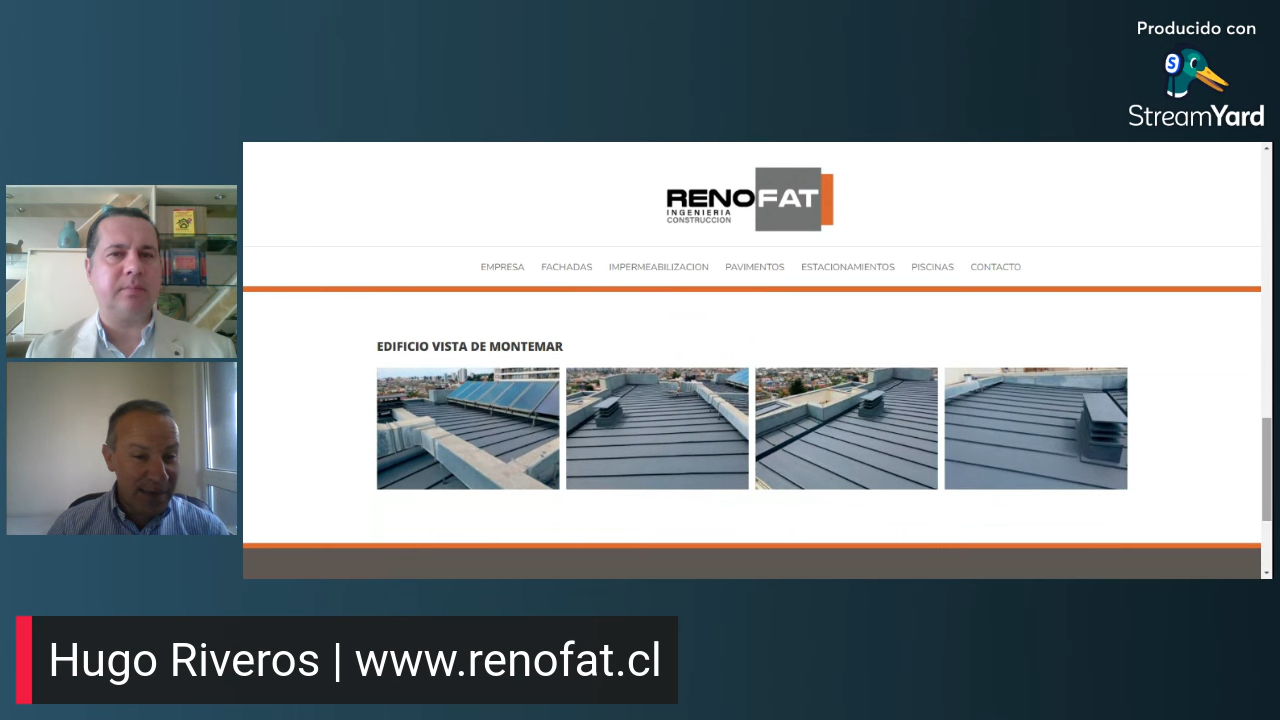 Producido con
StreamYard
RENOFAT
INGENIERIA
CONSTRUCCION
EMPRESA FACHADAS IMPERMEABILIZACION PAVIMENTOS ESTACIONAMIENTOS PISCINAS CONTACTO
EDIFICIO VISTA DE MONTEMAR
Hugo Riveros | www.renofat.cl